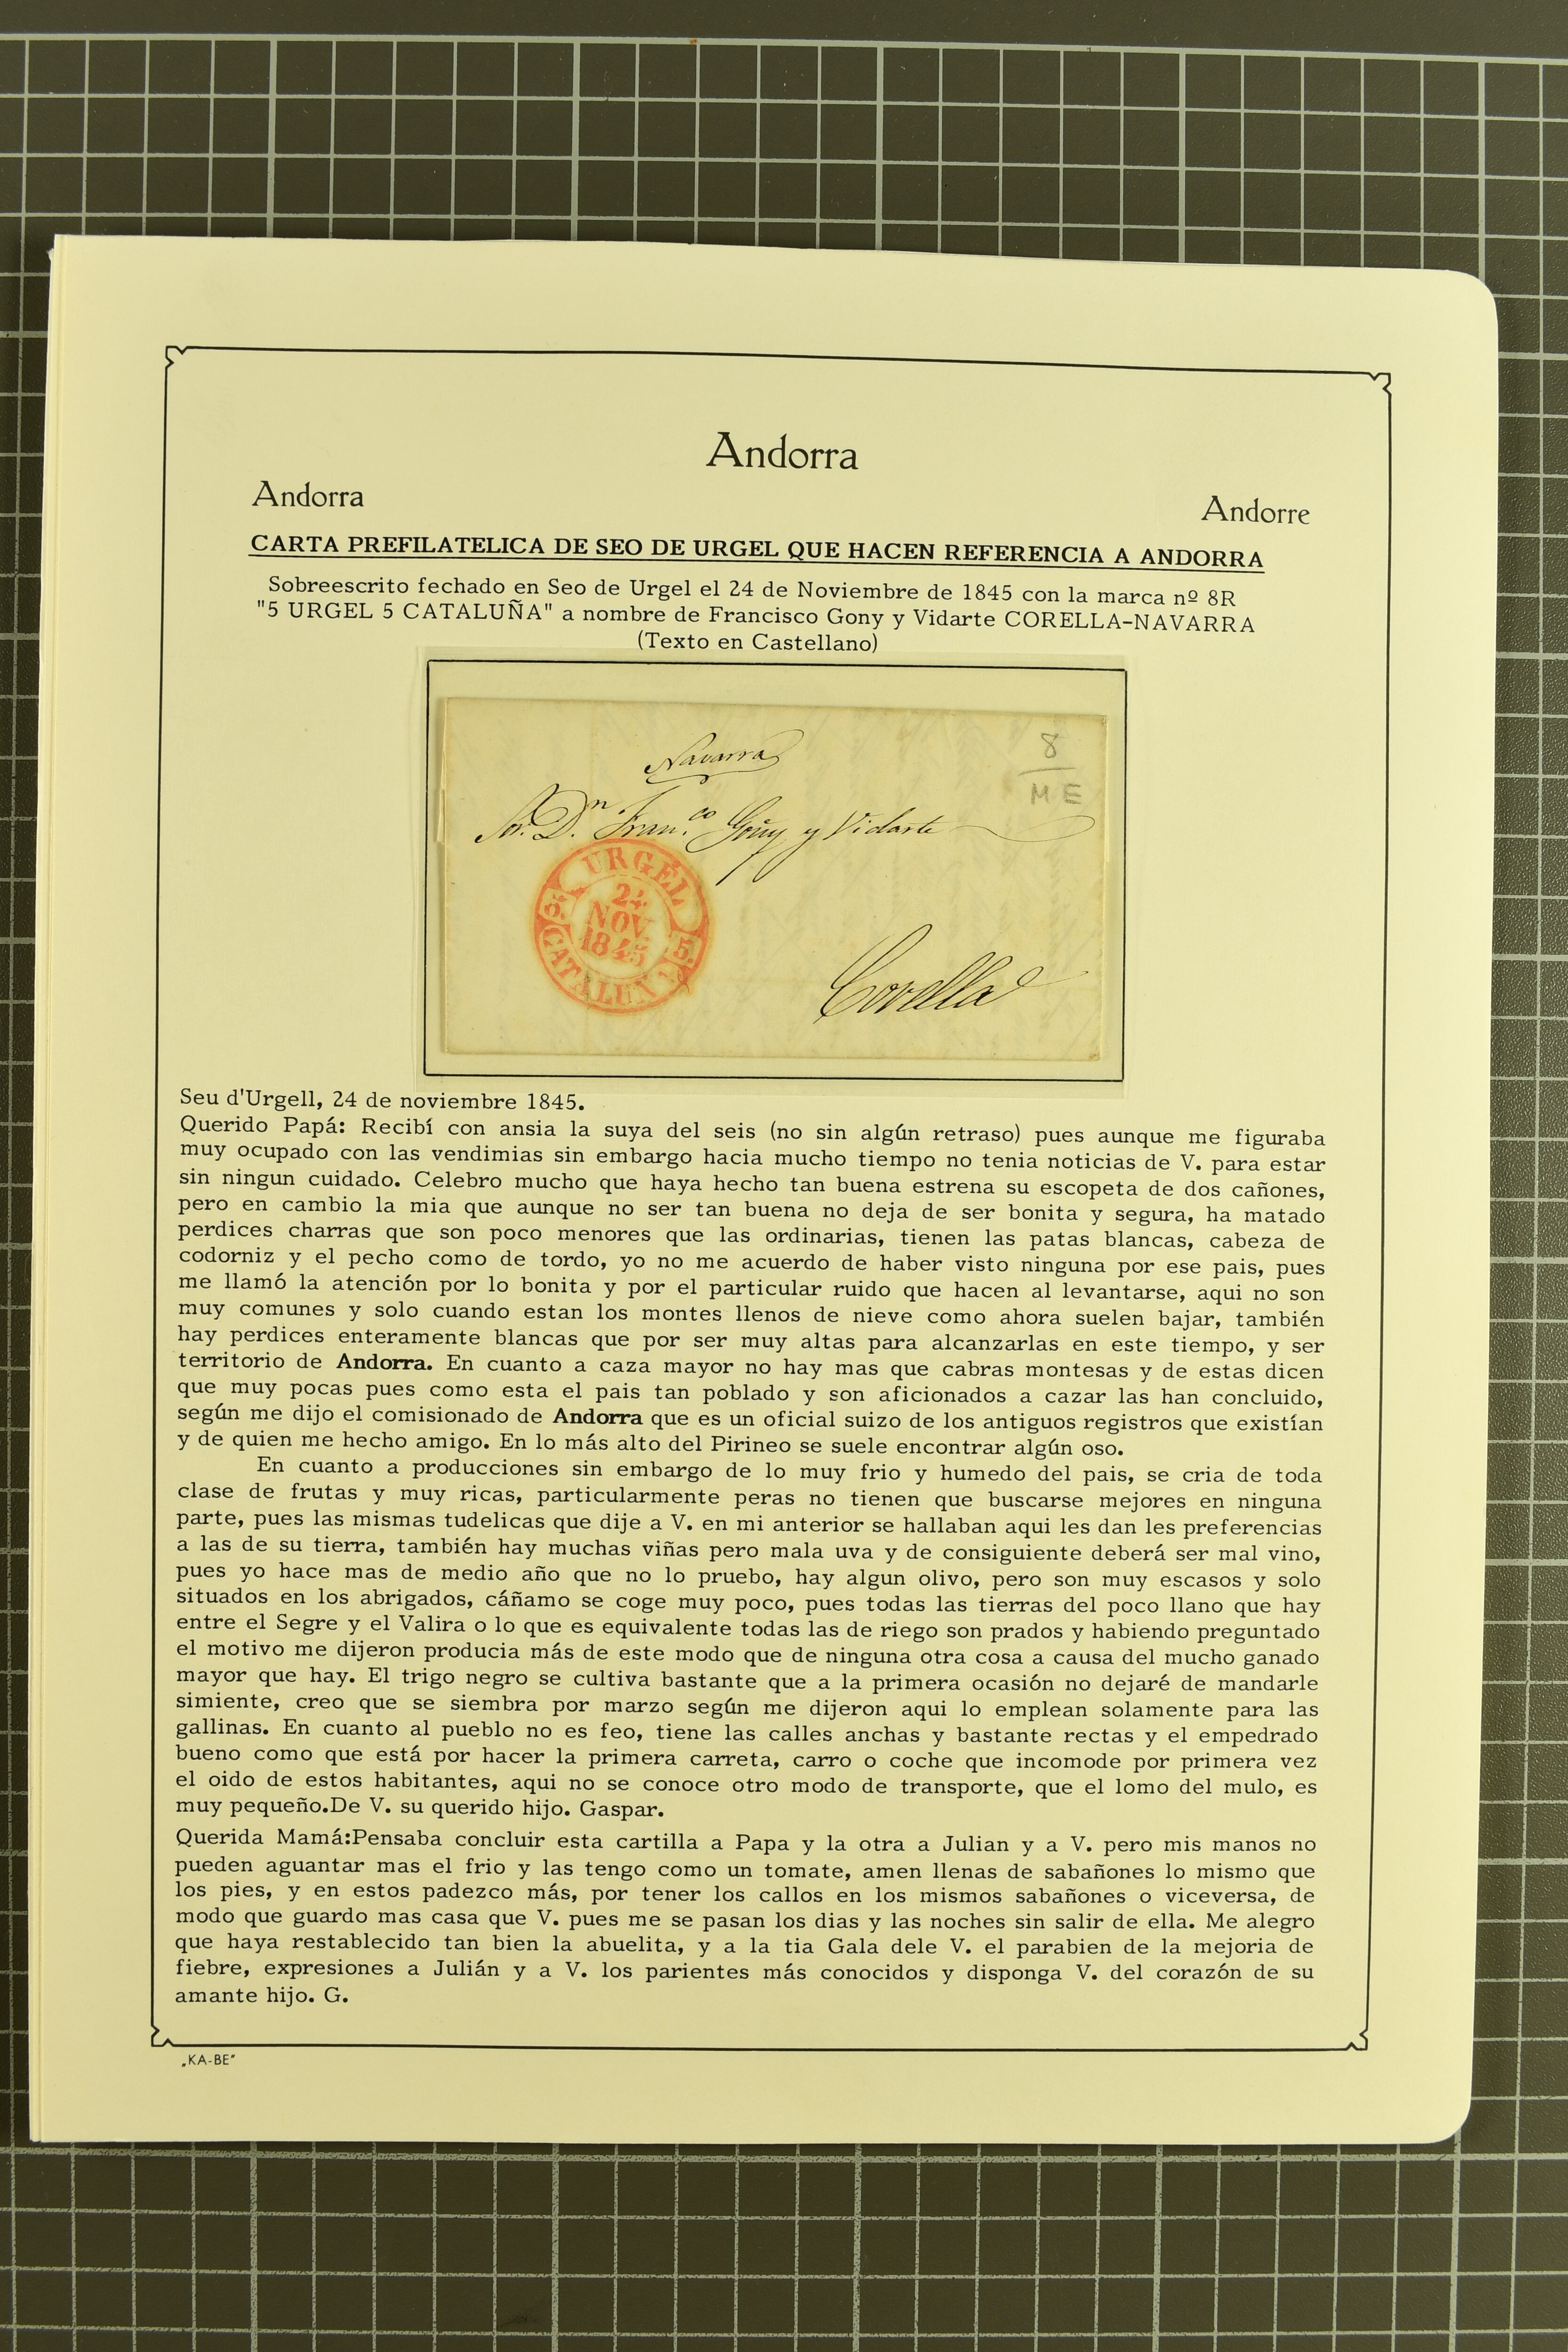 Andorra
Andorra
Andorre
CARTA PREFILATELICA DE SEO DE URGEL QUE HACEN REFERENCIA A ANDORRA
Sobreescrito fechado en Seo de Urgel el 24 de Noviembre de 1845 con la marca nº 8R
"5 URGEL 5 CATALUÑA" a nombre de Francisco Gony y Vidarte CORELLA-NAVARRA
(Texto en Castellano)
Navarra
8
ME
Sor. Dn. Franco. Goñy y Vidarte
URGEL
24
NOV.
1845
5.
5.
CATALUÑA
Corella
Seu d'Urgell, 24 de noviembre 1845.
Querido Papá: Recibí con ansia la suya del seis (no sin algún retraso) pues aunque me figuraba
muy ocupado con las vendimias sin embargo hacia mucho tiempo no tenia noticias de V. para estar
sin ningun cuidado. Celebro mucho que haya hecho tan buena estrena su escopeta de dos cañones,
pero en cambio la mia que aunque no ser tan buena no deja de ser bonita y segura, ha matado
perdices charras que son poco menores que las ordinarias, tienen las patas blancas, cabeza de
codorniz y el pecho como de tordo, yo no me acuerdo de haber visto ninguna por ese pais, pues
me llamó la atención por lo bonita y por el particular ruido que hacen al levantarse, aqui no son
muy comunes y solo cuando estan los montes llenos de nieve como ahora suelen bajar, también
hay perdices enteramente blancas que por ser muy altas para alcanzarlas en este tiempo, y ser
territorio de Andorra. En cuanto a caza mayor no hay mas que cabras montesas y de estas dicen
que muy pocas pues como esta el pais tan poblado y son aficionados a cazar las han concluido,
según me dijo el comisionado de Andorra que es un oficial suizo de los antiguos registros que existían
y de quien me hecho amigo. En lo más alto del Pirineo se suele encontrar algún oso.
En cuanto a producciones sin embargo de lo muy frio y humedo del pais, se cria de toda
clase de frutas y muy ricas, particularmente peras no tienen que buscarse mejores en ninguna
parte, pues las mismas tudelicas que dije a V. en mi anterior se hallaban aqui les dan les preferencias
a las de su tierra, también hay muchas viñas pero mala uva y de consiguiente deberá ser mal vino,
pues yo hace mas de medio año que no lo pruebo, hay algun olivo, pero son muy escasos y solo
situados en los abrigados, cáñamo se coge muy poco, pues todas las tierras del poco llano que hay
entre el Segre y el Valira o lo que es equivalente todas las de riego son prados y habiendo preguntado
el motivo me dijeron producia más de este modo que de ninguna otra cosa a causa del mucho ganado
mayor que hay. El trigo negro se cultiva bastante que a la primera ocasión no dejaré de mandarle
simiente, creo que se siembra por marzo según me dijeron aqui lo emplean solamente para las
gallinas. En cuanto al pueblo no es feo, tiene las calles anchas y bastante rectas y el empedrado
bueno como que está por hacer la primera carreta, carro o coche que incomode por primera vez
el oido de estos habitantes, aqui no se conoce otro modo de transporte, que el lomo del mulo, es
muy pequeño.De V. su querido hijo. Gaspar.
Querida Mamá:Pensaba concluir esta cartilla a Papa y la otra a Julian y a V. pero mis manos no
pueden aguantar mas el frio y las tengo como un tomate, amen llenas de sabañones lo mismo que
los pies, y en estos padezco más, por tener los callos en los mismos sabañones o viceversa, de
modo que guardo mas casa que V. pues me se pasan los dias y las noches sin salir de ella. Me alegro
que haya restablecido tan bien la abuelita, y a la tia Gala dele V. el parabien de la mejoria de
fiebre, expresiones a Julián y a V. los parientes más conocidos y disponga V. del corazón de su
amante hijo. G.
„KA-BE"